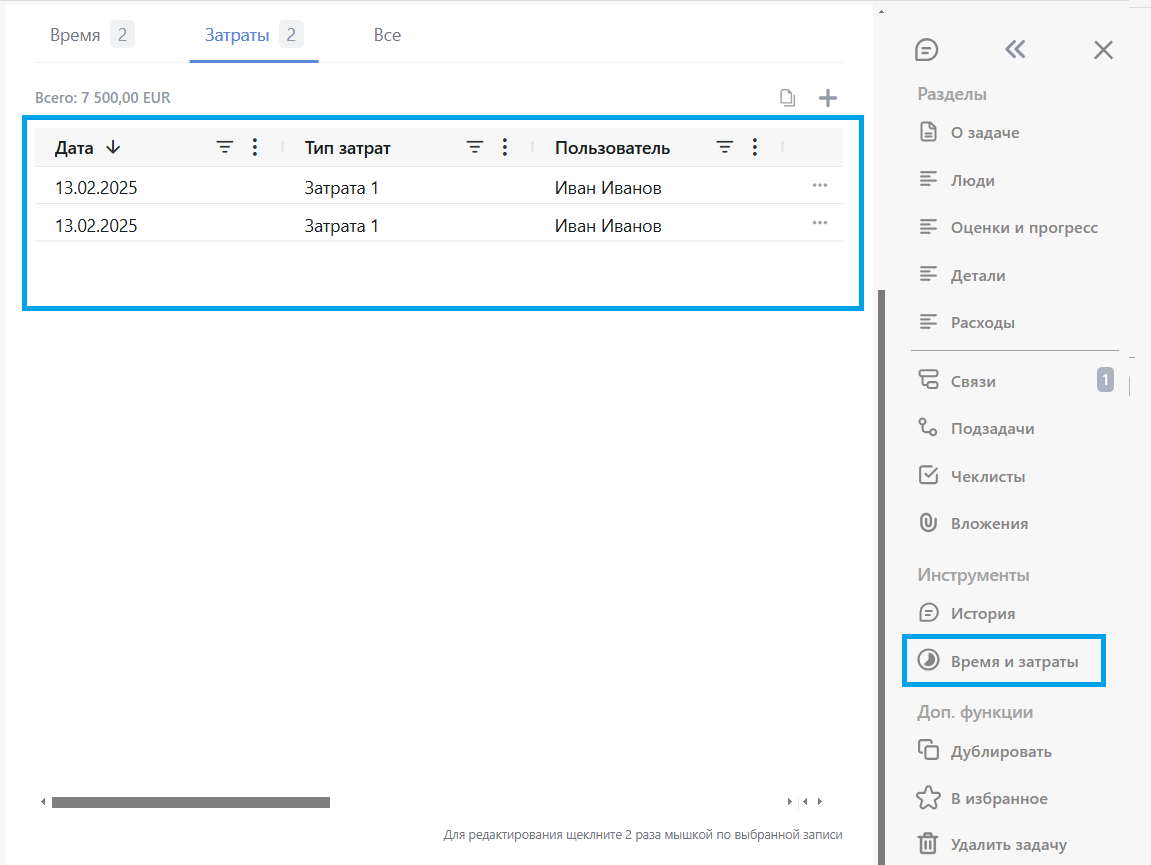 Время 2 Затраты 2 Все
Всего: 7 500,00 EUR
Дата Тип затрат Пользователь
13.02.2025 Затрата 1 Иван Иванов
13.02.2025 Затрата 1 Иван Иванов
Для редактирования щеклните 2 раза мышкой по выбранной записи
Разделы
О задаче
Люди
Оценки и прогресс
Детали
Расходы
Связи 1
Подзадачи
Чеклисты
Вложения
Инструменты
История
Время и затраты
Доп. функции
Дублировать
В избранное
Удалить задачу